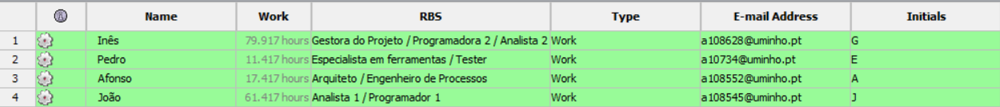 Name Work RBS Type E-mail Address Initials
1 Inês 79.917 hours Gestora do Projeto / Programadora 2 / Analista 2 Work a108628@uminho.pt G
2 Pedro 11.417 hours Especialista em ferramentas / Tester Work a10734@uminho.pt E
3 Afonso 17.417 hours Arquiteto / Engenheiro de Processos Work a108552@uminho.pt A
4 João 61.417 hours Analista 1 / Programador 1 Work a108545@uminho.pt J